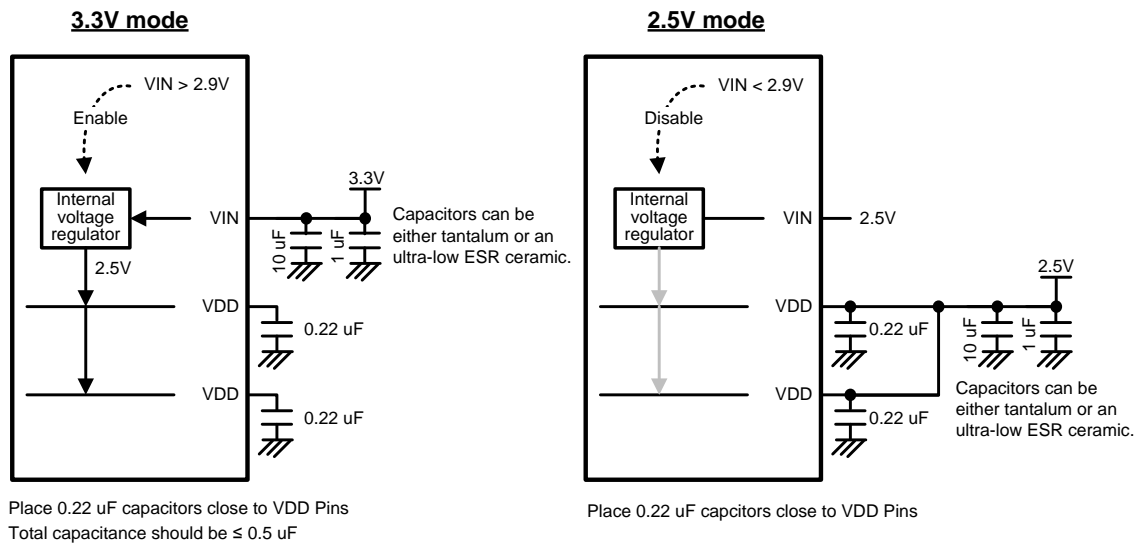 3.3V mode
VIN > 2.9V
Enable
Internal
voltage
regulator
VIN
3.3V
10 uF
1 uF
Capacitors can be
either tantalum or an
ultra-low ESR ceramic.
2.5V
VDD
0.22 uF
VDD
0.22 uF
Place 0.22 uF capacitors close to VDD Pins
Total capacitance should be ≤ 0.5 uF
2.5V mode
VIN < 2.9V
Disable
Internal
voltage
regulator
VIN
2.5V
2.5V
VDD
0.22 uF
10 uF
1 uF
VDD
0.22 uF
Capacitors can be
either tantalum or an
ultra-low ESR ceramic.
Place 0.22 uF capcitors close to VDD Pins